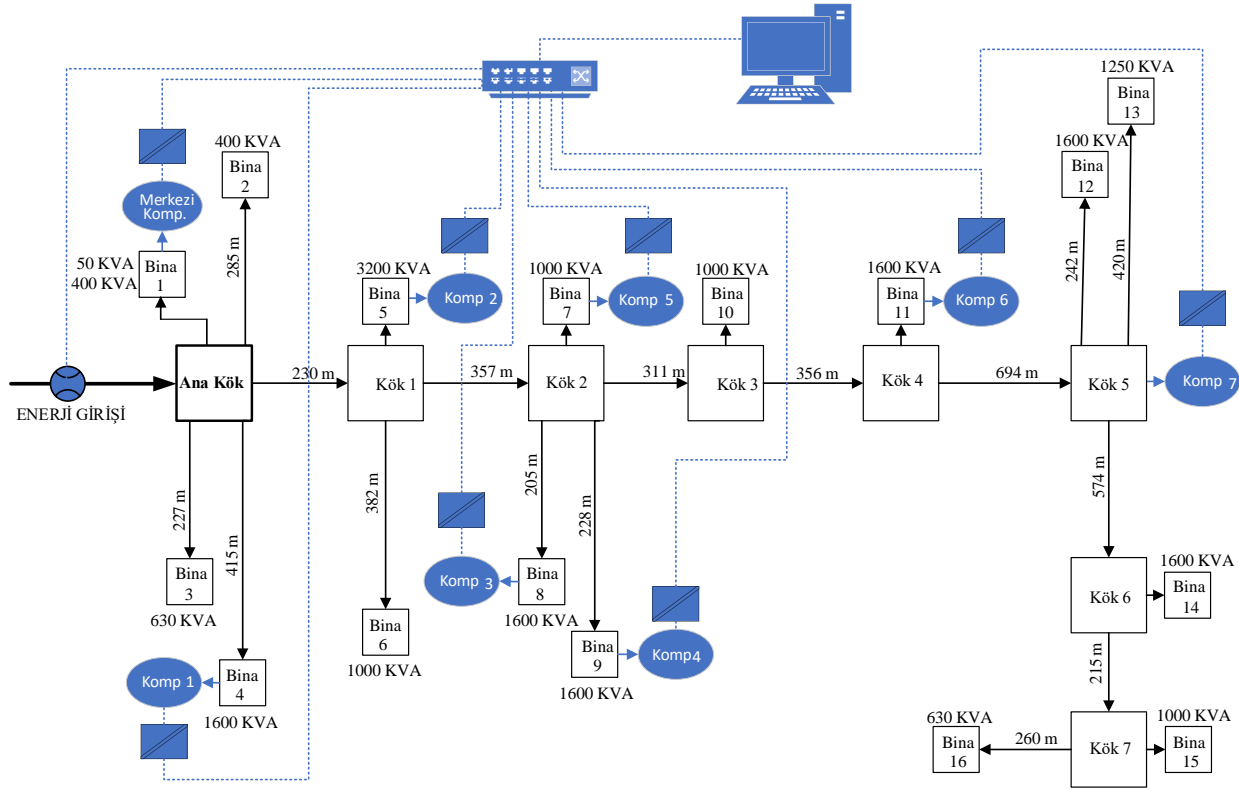 1250 KVA
Bina
13
400 KVA
Bina
2
1600 KVA
Bina
12
Merkezi
Komp.
285 m
242 m
420 m
50 KVA
400 KVA
Bina
1
3200 KVA
Bina
5
Komp 2
1000 KVA
Bina
7
Komp 5
1000 KVA
Bina
10
1600 KVA
Bina
11
Komp 6
ENERJİ GİRİŞİ
Ana Kök
230 m
Kök 1
357 m
Kök 2
311 m
Kök 3
356 m
Kök 4
694 m
Kök 5
Komp 7
227 m
415 m
382 m
205 m
228 m
574 m
Bina
3
630 KVA
Komp 3
Bina
8
1600 KVA
Kök 6
1600 KVA
Bina
14
Bina
6
1000 KVA
Bina
9
1600 KVA
Komp4
Komp 1
Bina
4
1600 KVA
215 m
630 KVA
Bina
16
260 m
Kök 7
1000 KVA
Bina
15